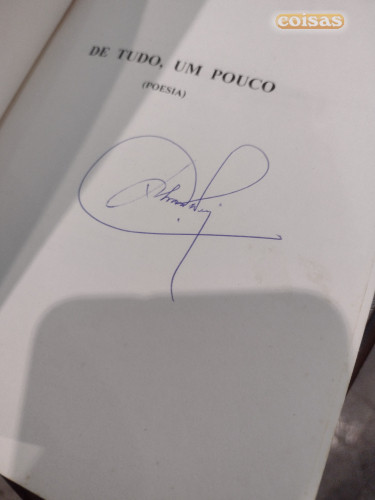 coisas
DE TUDO, UM POUCO
(POESIA)